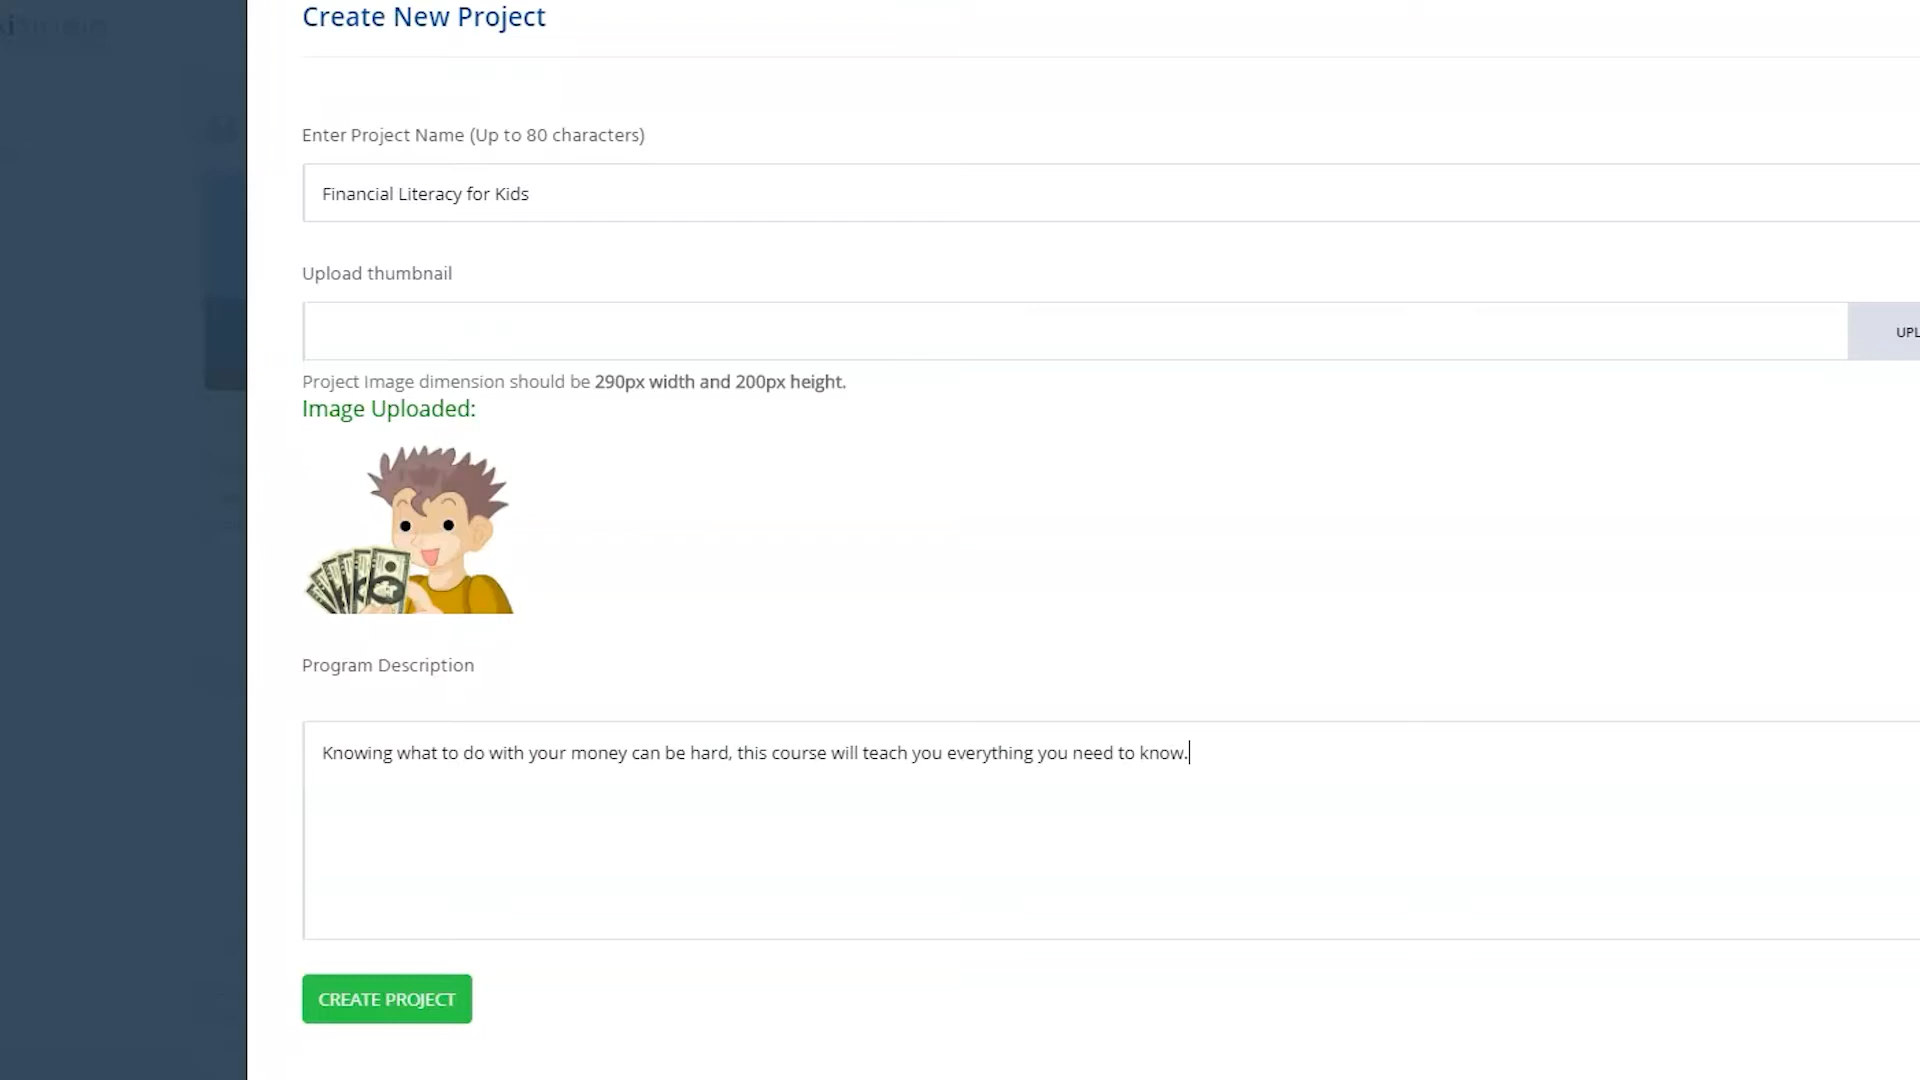 Create New Project
Enter Project Name (Up to 80 characters)
Financial Literacy for Kids
Upload thumbnail
UPL
Project Image dimension should be 290px width and 200px height.
Image Uploaded:
Program Description
Knowing what to do with your money can be hard, this course will teach you everything you need to know.
CREATE PROJECT